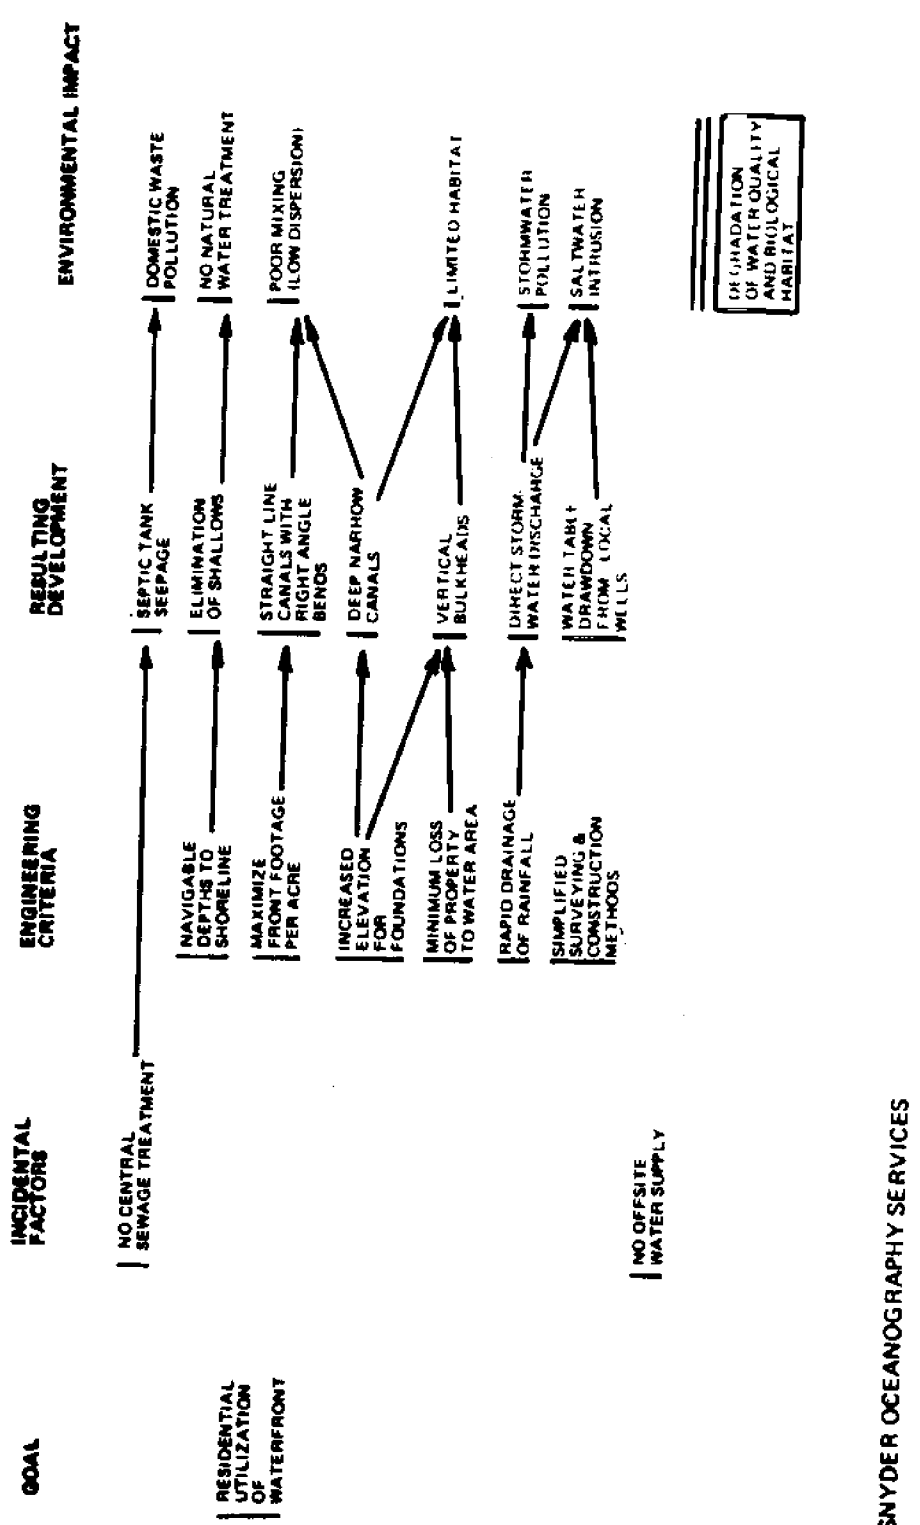 GOAL
INCIDENTAL
FACTORS
ENGINEERING
CRITERIA
RESULTING
DEVELOPMENT
ENVIRONMENTAL IMPACT
RESIDENTIAL
UTILIZATION
OF
WATERFRONT
NO CENTRAL
SEWAGE TREATMENT
NO OFFSITE
WATER SUPPLY
NAVIGABLE
DEPTHS TO
SHORELINE
MAXIMIZE
FRONT FOOTAGE
PER ACRE
INCREASED
ELEVATION
FOR
FOUNDATIONS
MINIMUM LOSS
OF PROPERTY
TO WATER AREA
RAPID DRAINAGE
OF RAINFALL
SIMPLIFIED
SURVEYING &
CONSTRUCTION
METHODS
SEPTIC TANK
SEEPAGE
ELIMINATION
OF SHALLOWS
STRAIGHT LINE
CANALS WITH
RIGHT ANGLE
BENDS
DEEP NARROW
CANALS
VERTICAL
BULKHEADS
DIRECT STORM-
WATER DISCHARGE
WATER TABLE
DRAWDOWN
FROM LOCAL
WELLS
DOMESTIC WASTE
POLLUTION
NO NATURAL
WATER TREATMENT
POOR MIXING
(LOW DISPERSION)
LIMITED HABITAT
STORMWATER
POLLUTION
SALTWATER
INTRUSION
DEGRADATION
OF WATER QUALITY
AND BIOLOGICAL
HABITAT
SNYDER OCEANOGRAPHY SERVICES